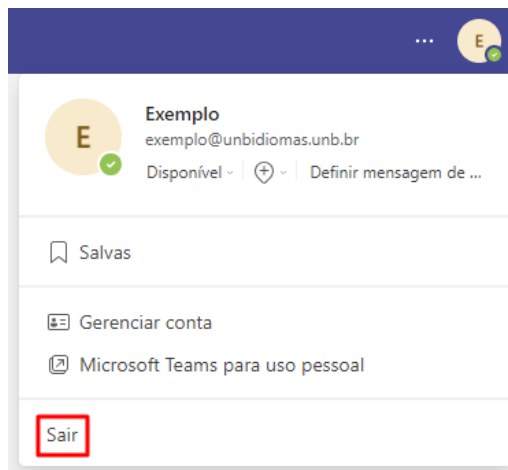 E
E
Exemplo
exemplo@unbidiomas.unb.br
Disponível Definir mensagem de ...
Salvas
Gerenciar conta
Microsoft Teams para uso pessoal
Sair